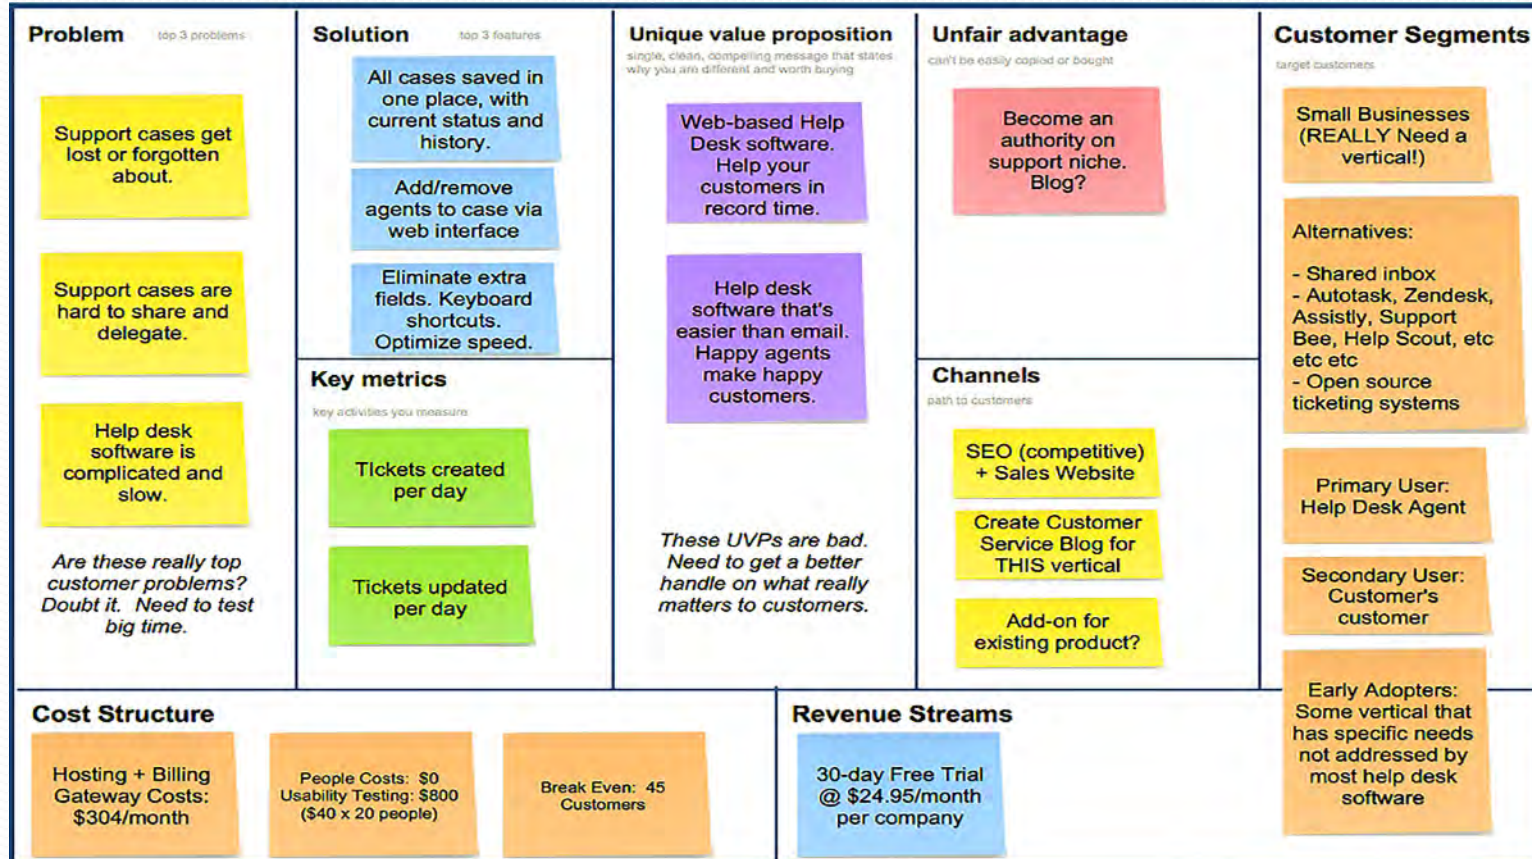 Problem
top 3 problems
Support cases get
lost or forgotten
about.
Support cases are
hard to share and
delegate.
Help desk
software is
complicated and
slow.
Are these really top
customer problems?
Doubt it. Need to test
big time.
Solution
top 3 features
All cases saved in
one place, with
current status and
history.
Add/remove
agents to case via
web interface
Eliminate extra
fields. Keyboard
shortcuts.
Optimize speed.
Key metrics
key activities you measure
TIckets created
per day
Tickets updated
per day
Unique value proposition
single, clean, compelling message that states
why you are different and worth buying
Web-based Help
Desk software.
Help your
customers in
record time.
Help desk
software that's
easier than email.
Happy agents
make happy
customers.
These UVPs are bad.
Need to get a better
handle on what really
matters to customers.
Unfair advantage
can't be easily copied or bought
Become an
authority on
support niche.
Blog?
Channels
path to customers
SEO (competitive)
+ Sales Website
Create Customer
Service Blog for
THIS vertical
Add-on for
existing product?
Customer Segments
target customers
Small Businesses
(REALLY Need a
vertical!)
Alternatives:
- Shared inbox
- Autotask, Zendesk,
Assistly, Support
Bee, Help Scout, etc
etc etc
- Open source
ticketing systems
Primary User:
Help Desk Agent
Secondary User:
Customer's
customer
Early Adopters:
Some vertical that
has specific needs
not addressed by
most help desk
software
Cost Structure
Hosting + Billing
Gateway Costs:
$304/month
People Costs: $0
Usability Testing: $800
($40 x 20 people)
Break Even: 45
Customers
Revenue Streams
30-day Free Trial
@ $24.95/month
per company